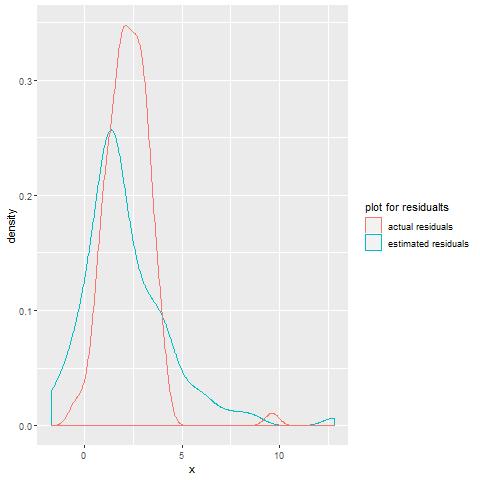 0.3
0.2
0.1
0.0
density
0
5
10
x
plot for residualts
actual residuals
estimated residuals